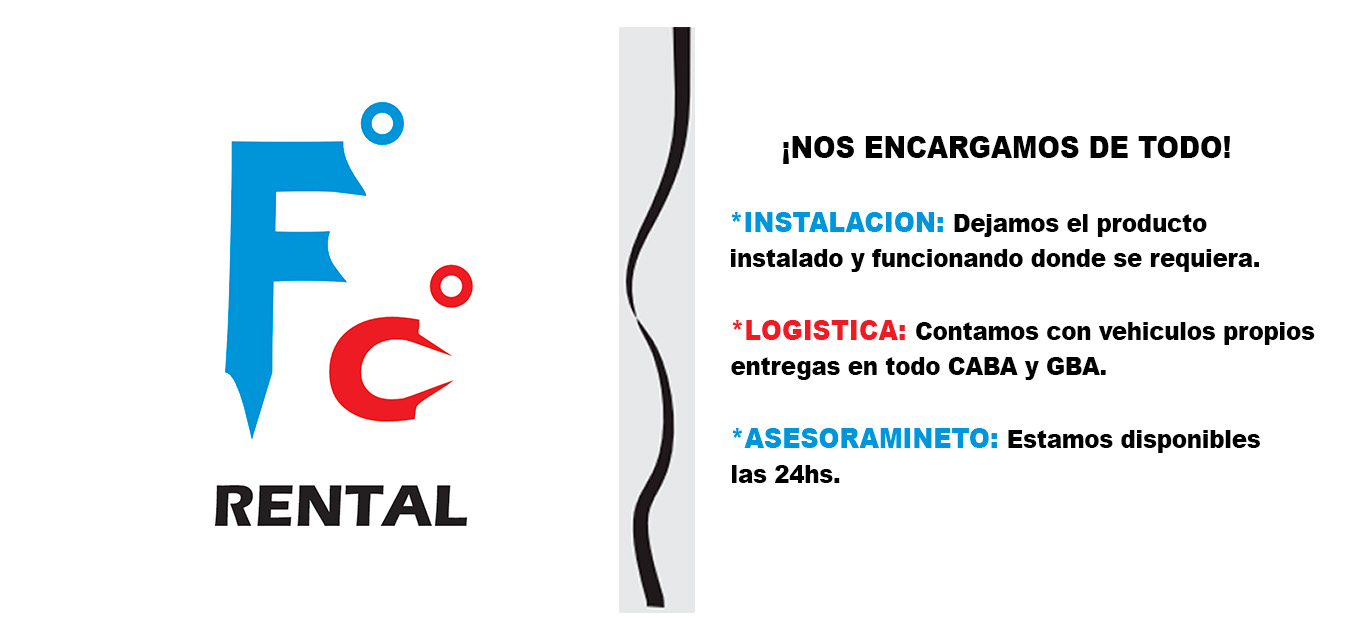 F°
C°
RENTAL
¡NOS ENCARGAMOS DE TODO!
*INSTALACION: Dejamos el producto
instalado y funcionando donde se requiera.
*LOGISTICA: Contamos con vehiculos propios
entregas en todo CABA y GBA.
*ASESORAMINETO: Estamos disponibles
las 24hs.